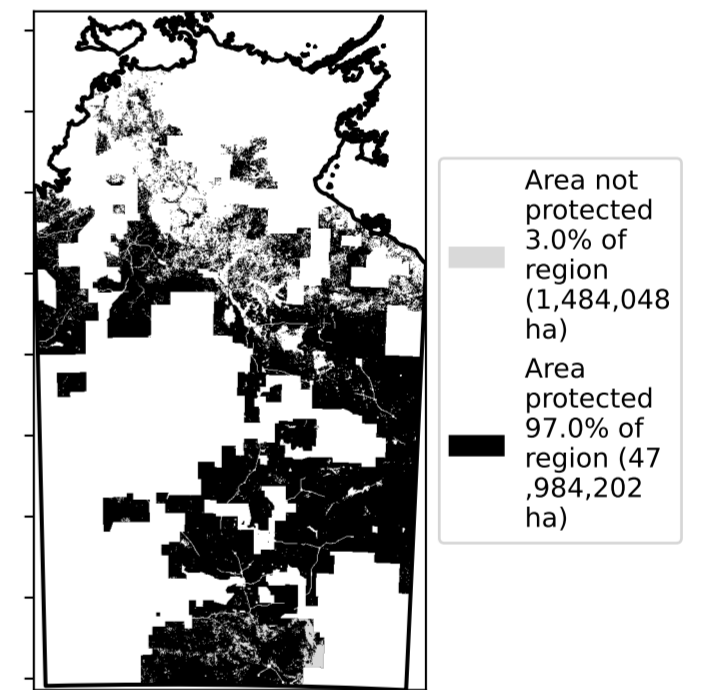 Area not
protected
3.0% of
region
(1,484,048
ha)
Area
protected
97.0% of
region (47
,984,202
ha)